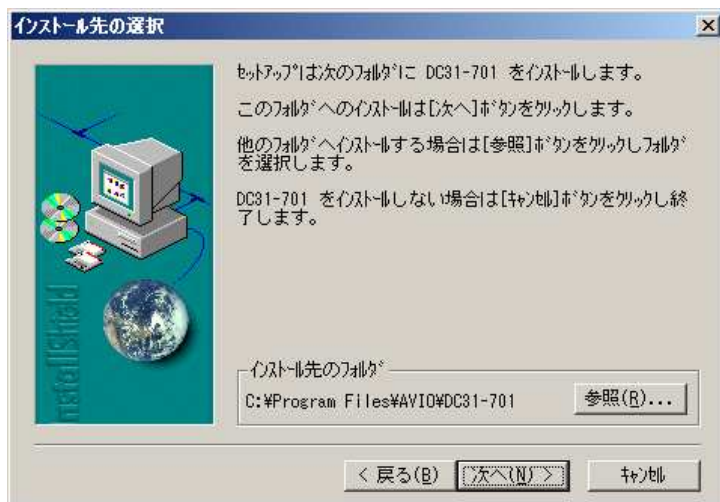 インストール先の選択
ｾｯﾄｱｯﾌﾟは次のﾌｫﾙﾀﾞに DC31-701 をｲﾝｽﾄｰﾙします。
このﾌｫﾙﾀﾞへのｲﾝｽﾄｰﾙは[次へ]ﾎﾞﾀﾝをｸﾘｯｸします。
他のﾌｫﾙﾀﾞへｲﾝｽﾄｰﾙする場合は[参照]ﾎﾞﾀﾝをｸﾘｯｸしﾌｫﾙﾀﾞ
を選択します。
DC31-701 をｲﾝｽﾄｰﾙしない場合は[ｷｬﾝｾﾙ]ﾎﾞﾀﾝをｸﾘｯｸし終
了します。
InstallShield
ｲﾝｽﾄｰﾙ先のﾌｫﾙﾀﾞ
C:¥Program Files¥AVIO¥DC31-701
参照(R)...
< 戻る(B)
次へ(N) >
ｷｬﾝｾﾙ